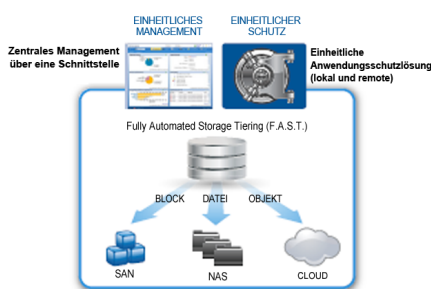 EINHEITLICHES
MANAGEMENT
EINHEITLICHER
SCHUTZ
Zentrales Management
über eine Schnittstelle
Einheitliche
Anwendungsschutzlösung
(lokal und remote)
Fully Automated Storage Tiering (F.A.S.T.)
BLOCK DATEI OBJEKT
SAN NAS CLOUD